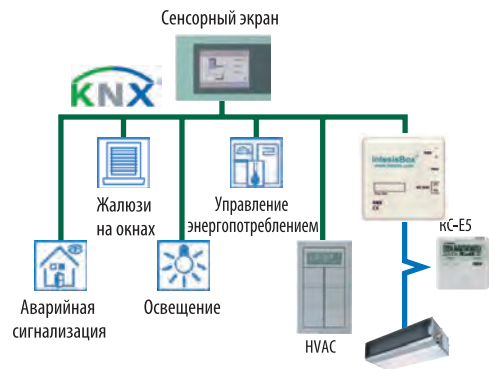 Сенсорный экран
KNX
IntesisBox
Жалюзи
на окнах
Управление
энергопотреблением
RC-E5
Аварийная
сигнализация
Освещение
HVAC